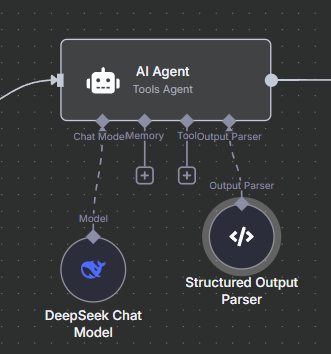 AI Agent
Tools Agent
Chat Model
Memory
Tool
Output Parser
Output Parser
Model
Structured Output
Parser
DeepSeek Chat
Model